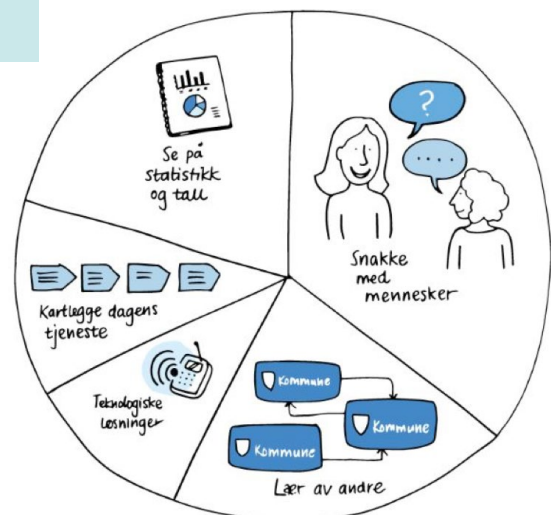 Se på
statistikk
og tall
?
....
Snakke
med
mennesker
Kartlegge dagens
tjeneste
Teknologiske
løsninger
Kommune
Kommune
Kommune
Lær av andre